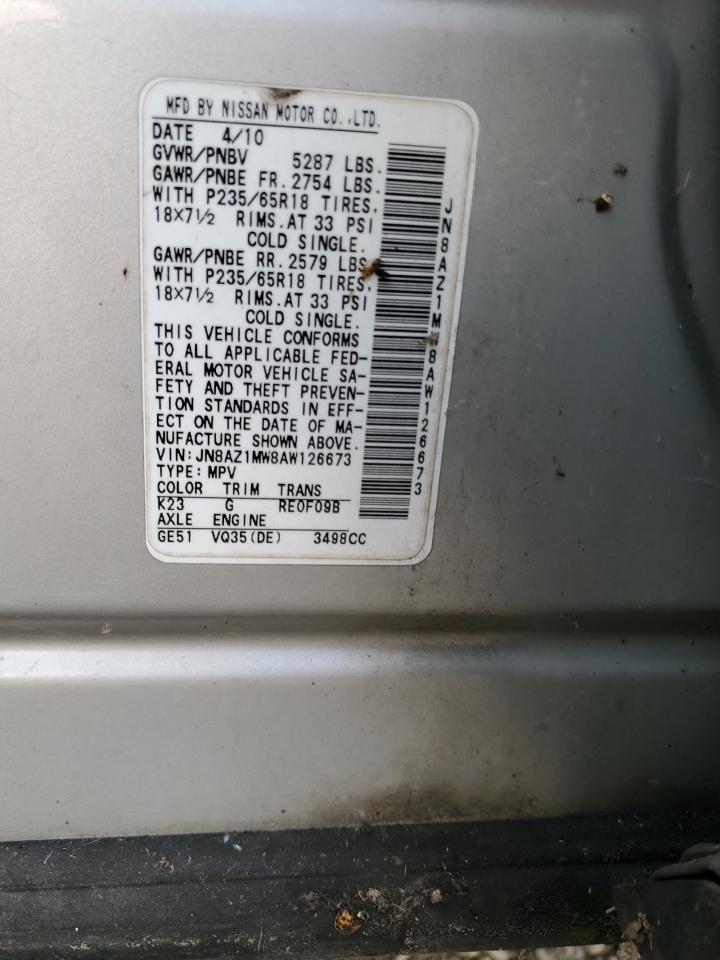 MFD BY NISSAN MOTOR CO.,LTD.
DATE 4/10
GVWR/PNBV 5287 LBS.
GAWR/PNBE FR. 2754 LBS.
WITH P235/65R18 TIRES,
18X7½ RIMS.AT 33 PSI
COLD SINGLE.
GAWR/PNBE RR. 2579 LBS
WITH P235/65R18 TIRES
18X7½ RIMS.AT 33 PSI
COLD SINGLE.
THIS VEHICLE CONFORMS
TO ALL APPLICABLE FED-
ERAL MOTOR VEHICLE SA-
FETY AND THEFT PREVEN-
TION STANDARDS IN EFF-
ECT ON THE DATE OF MA-
NUFACTURE SHOWN ABOVE.
VIN: JN8AZ1MW8AW126673
TYPE: MPV
COLOR TRIM TRANS
K23 G RE0F09B
AXLE ENGINE
GE51 VQ35(DE) 3498CC
JN8AZ1MW8AW126673